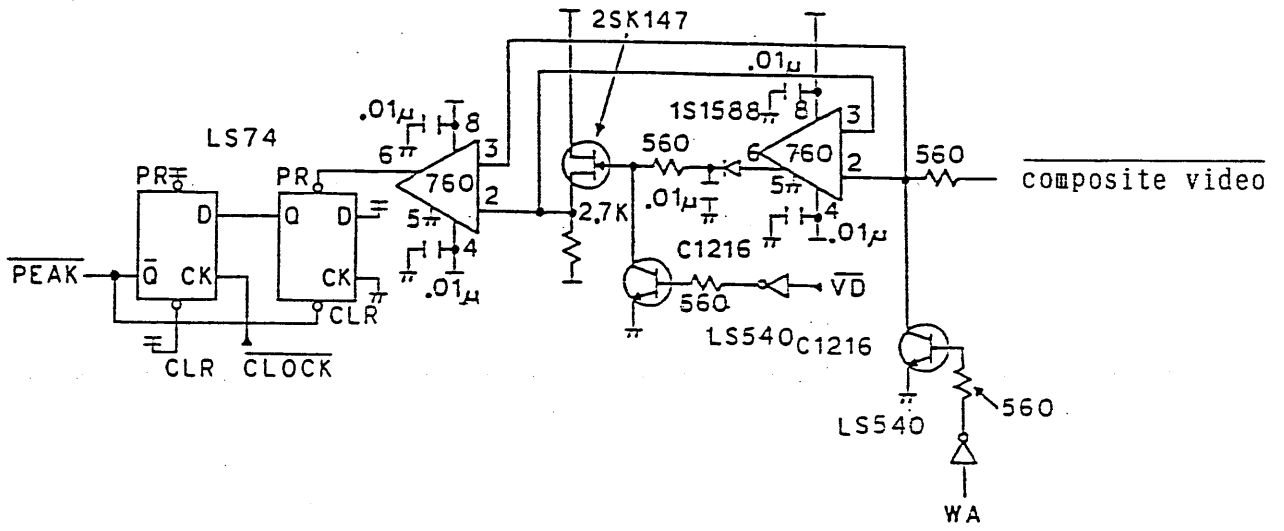 2SK147
.01μ
1S1588
8
3
.01μ
8
LS74
6
3
560
6
760
2
560
composite video
PR
PR
760
5
4
D
Q
D
5
2
2.7K
.01μ
.01μ
4
C1216
PEAK
Q
CK
CK
.01μ
560
VD
CLR
LS540
C1216
CLR
CLOCK
560
LS540
WA